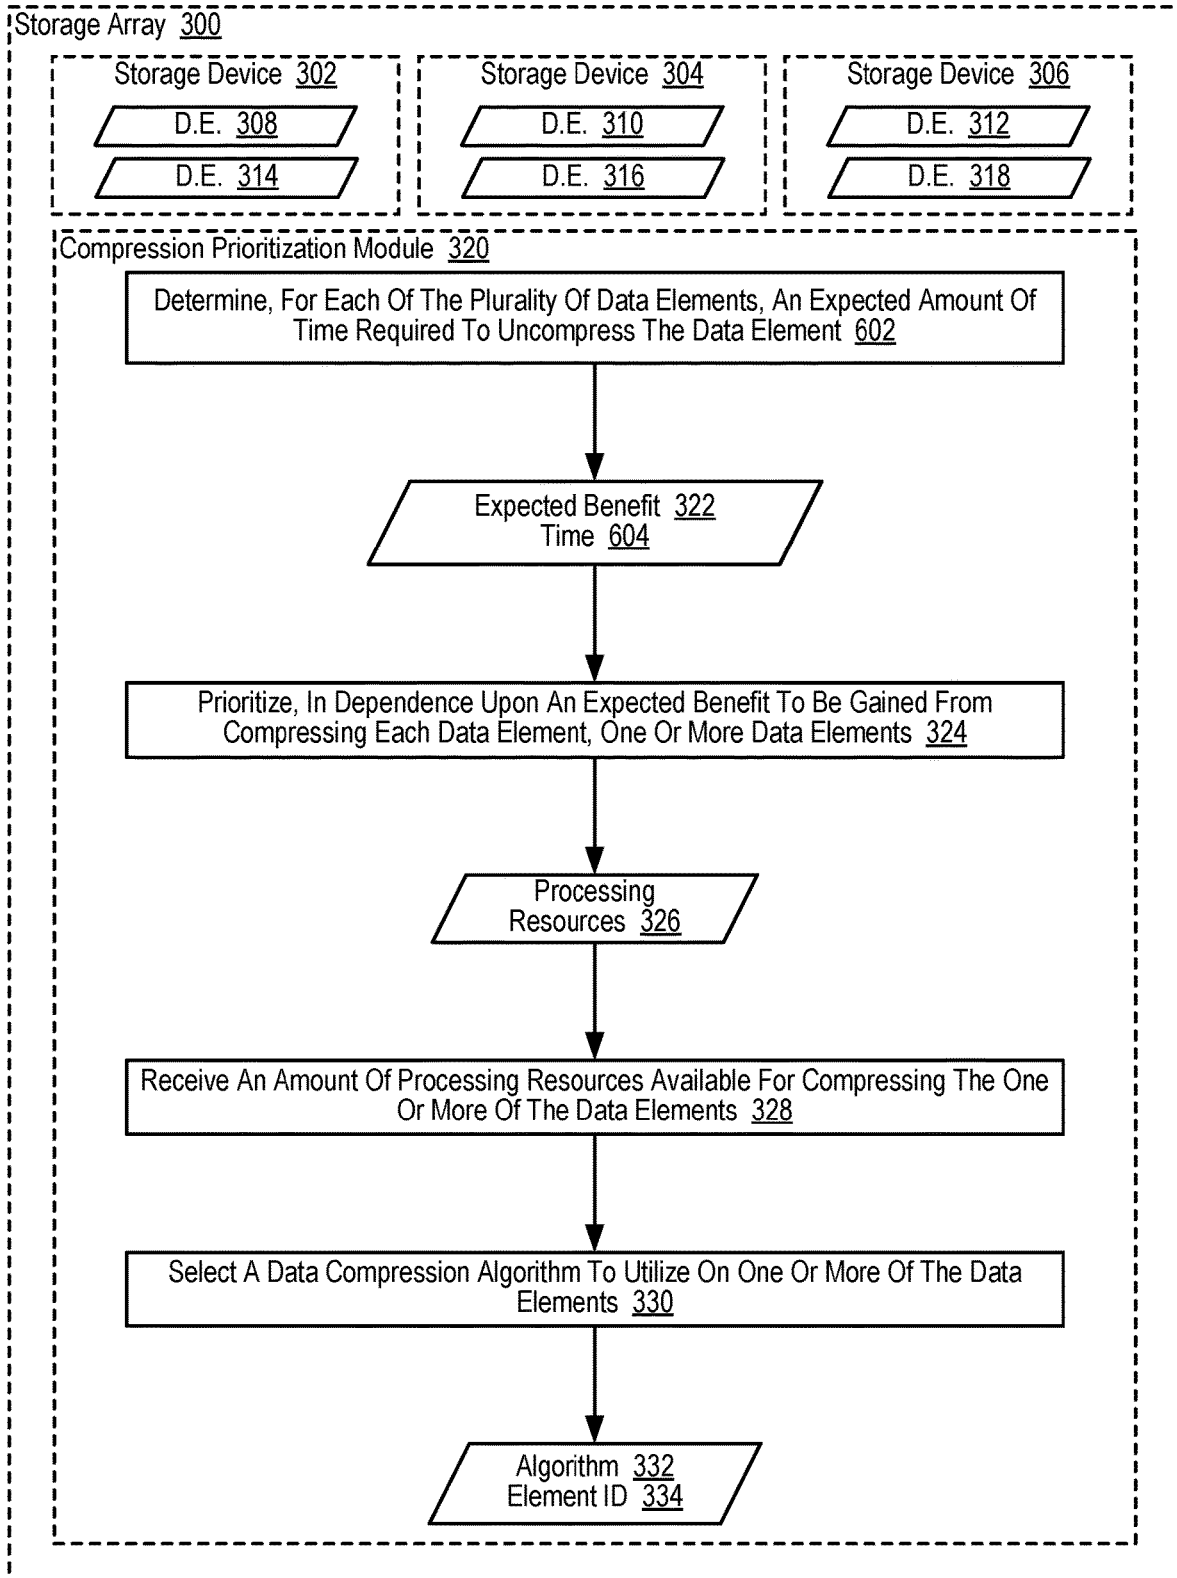 Storage Array 300
Storage Device 302
D.E. 308
D.E. 314
Storage Device 304
D.E. 310
D.E. 316
Storage Device 306
D.E. 312
D.E. 318
Compression Prioritization Module 320
Determine, For Each Of The Plurality Of Data Elements, An Expected Amount Of
Time Required To Uncompress The Data Element 602
Expected Benefit 322
Time 604
Prioritize, In Dependence Upon An Expected Benefit To Be Gained From
Compressing Each Data Element, One Or More Data Elements 324
Processing
Resources 326
Receive An Amount Of Processing Resources Available For Compressing The One
Or More Of The Data Elements 328
Select A Data Compression Algorithm To Utilize On One Or More Of The Data
Elements 330
Algorithm 332
Element ID 334